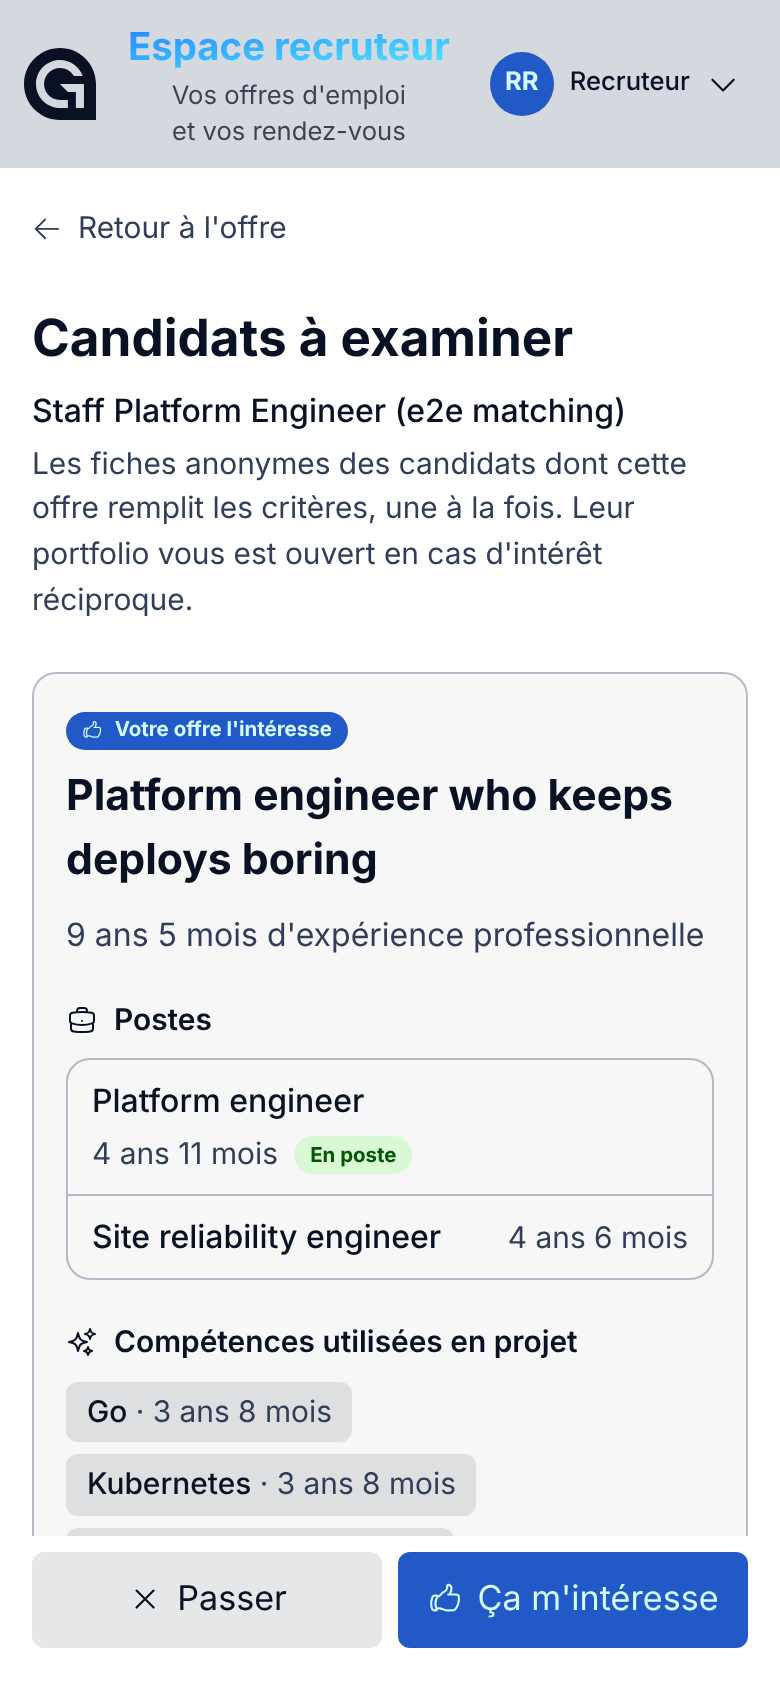 Espace recruteur
Vos offres d'emploi
et vos rendez-vous
RR
Recruteur
Retour à l'offre
Candidats à examiner
Staff Platform Engineer (e2e matching)
Les fiches anonymes des candidats dont cette
offre remplit les critères, une à la fois. Leur
portfolio vous est ouvert en cas d'intérêt
réciproque.
Votre offre l'intéresse
Platform engineer who keeps
deploys boring
9 ans 5 mois d'expérience professionnelle
Postes
Platform engineer
4 ans 11 mois En poste
Site reliability engineer 4 ans 6 mois
Compétences utilisées en projet
Go · 3 ans 8 mois
Kubernetes · 3 ans 8 mois
Passer
Ça m'intéresse